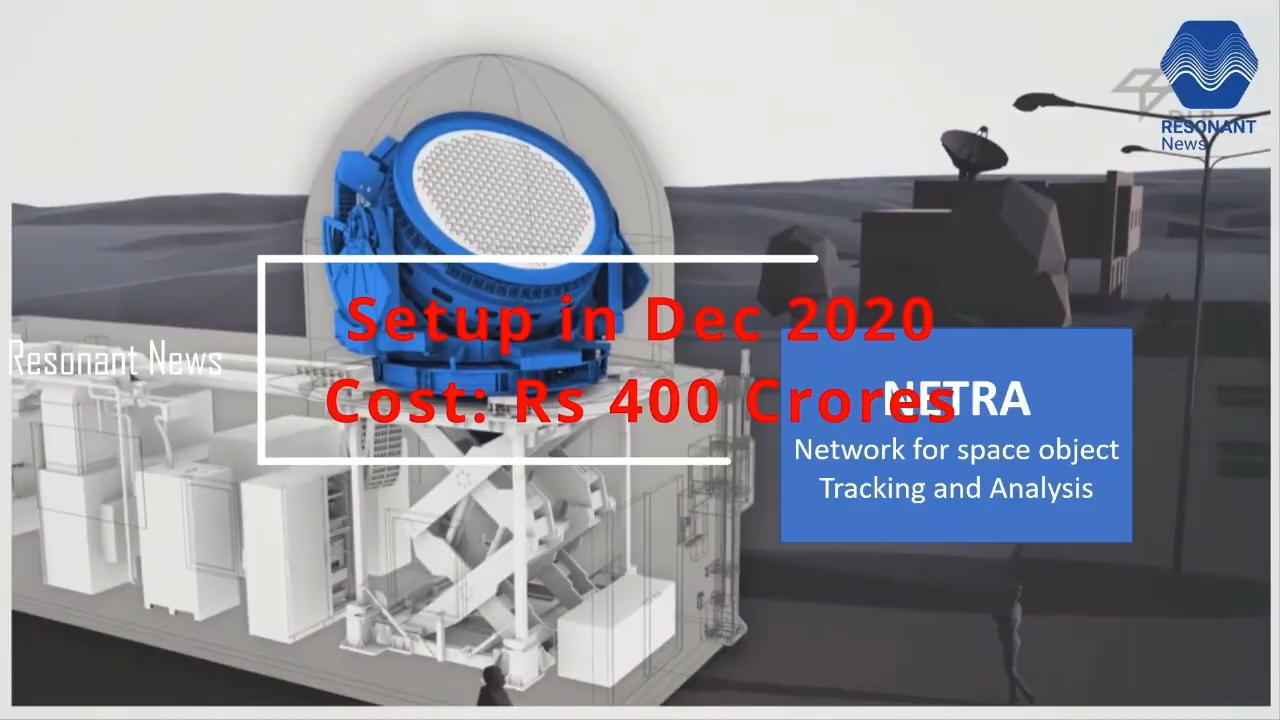 RESONANT
News
Setup in Dec 2020
Resonant News
Cost: Rs 400 Crores
NETRA
Network for space object
Tracking and Analysis